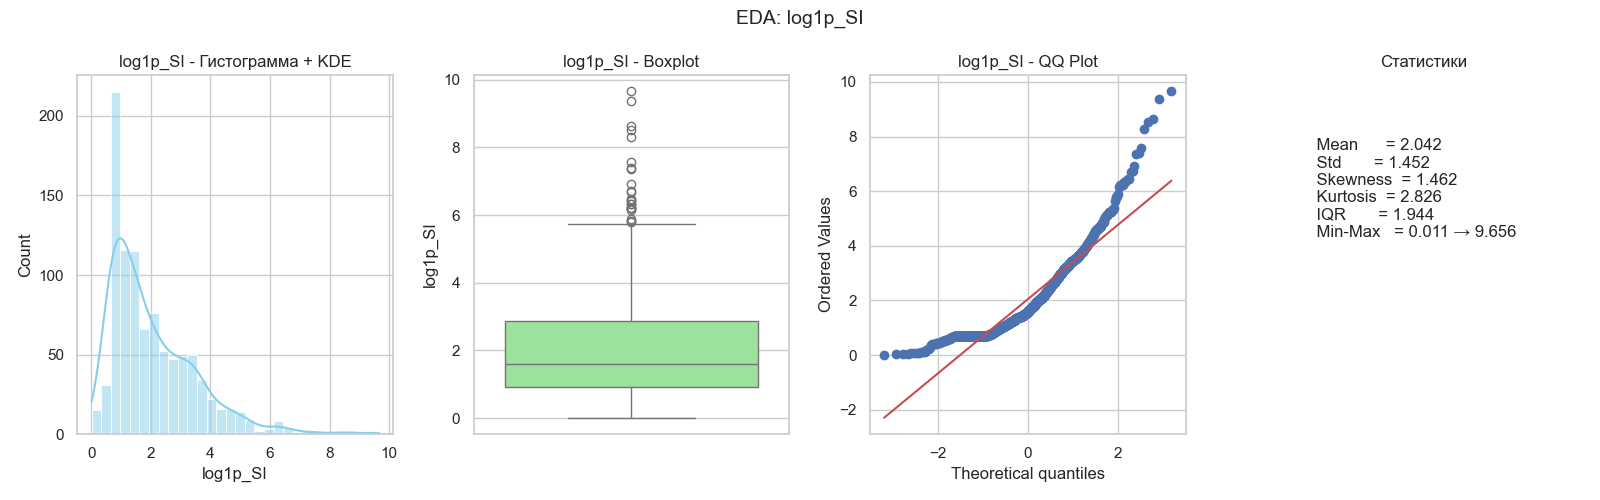 EDA: log1p_SI
log1p_SI - Гистограмма + KDE
200
150
100
50
0
Count
0 2 4 6 8 10
log1p_SI
log1p_SI - Boxplot
10
8
6
4
2
0
log1p_SI
log1p_SI - QQ Plot
10
8
6
4
2
0
−2
Ordered Values
−2 0 2
Theoretical quantiles
Статистики
Mean = 2.042
Std = 1.452
Skewness = 1.462
Kurtosis = 2.826
IQR = 1.944
Min-Max = 0.011 → 9.656